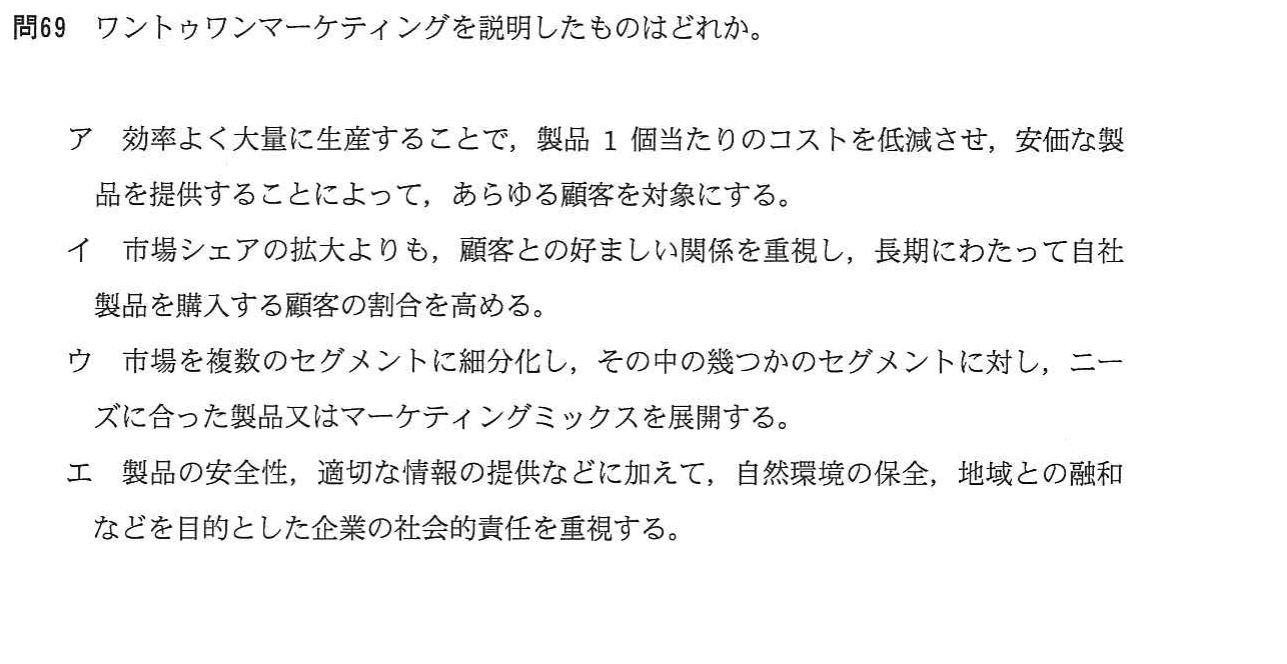 問69　ワントゥワンマーケティングを説明したものはどれか。
ア　効率よく大量に生産することで，製品 1 個当たりのコストを低減させ，安価な製
品を提供することによって，あらゆる顧客を対象にする。
イ　市場シェアの拡大よりも，顧客との好ましい関係を重視し，長期にわたって自社
製品を購入する顧客の割合を高める。
ウ　市場を複数のセグメントに細分化し，その中の幾つかのセグメントに対し，ニー
ズに合った製品又はマーケティングミックスを展開する。
エ　製品の安全性，適切な情報の提供などに加えて，自然環境の保全，地域との融和
などを目的とした企業の社会的責任を重視する。